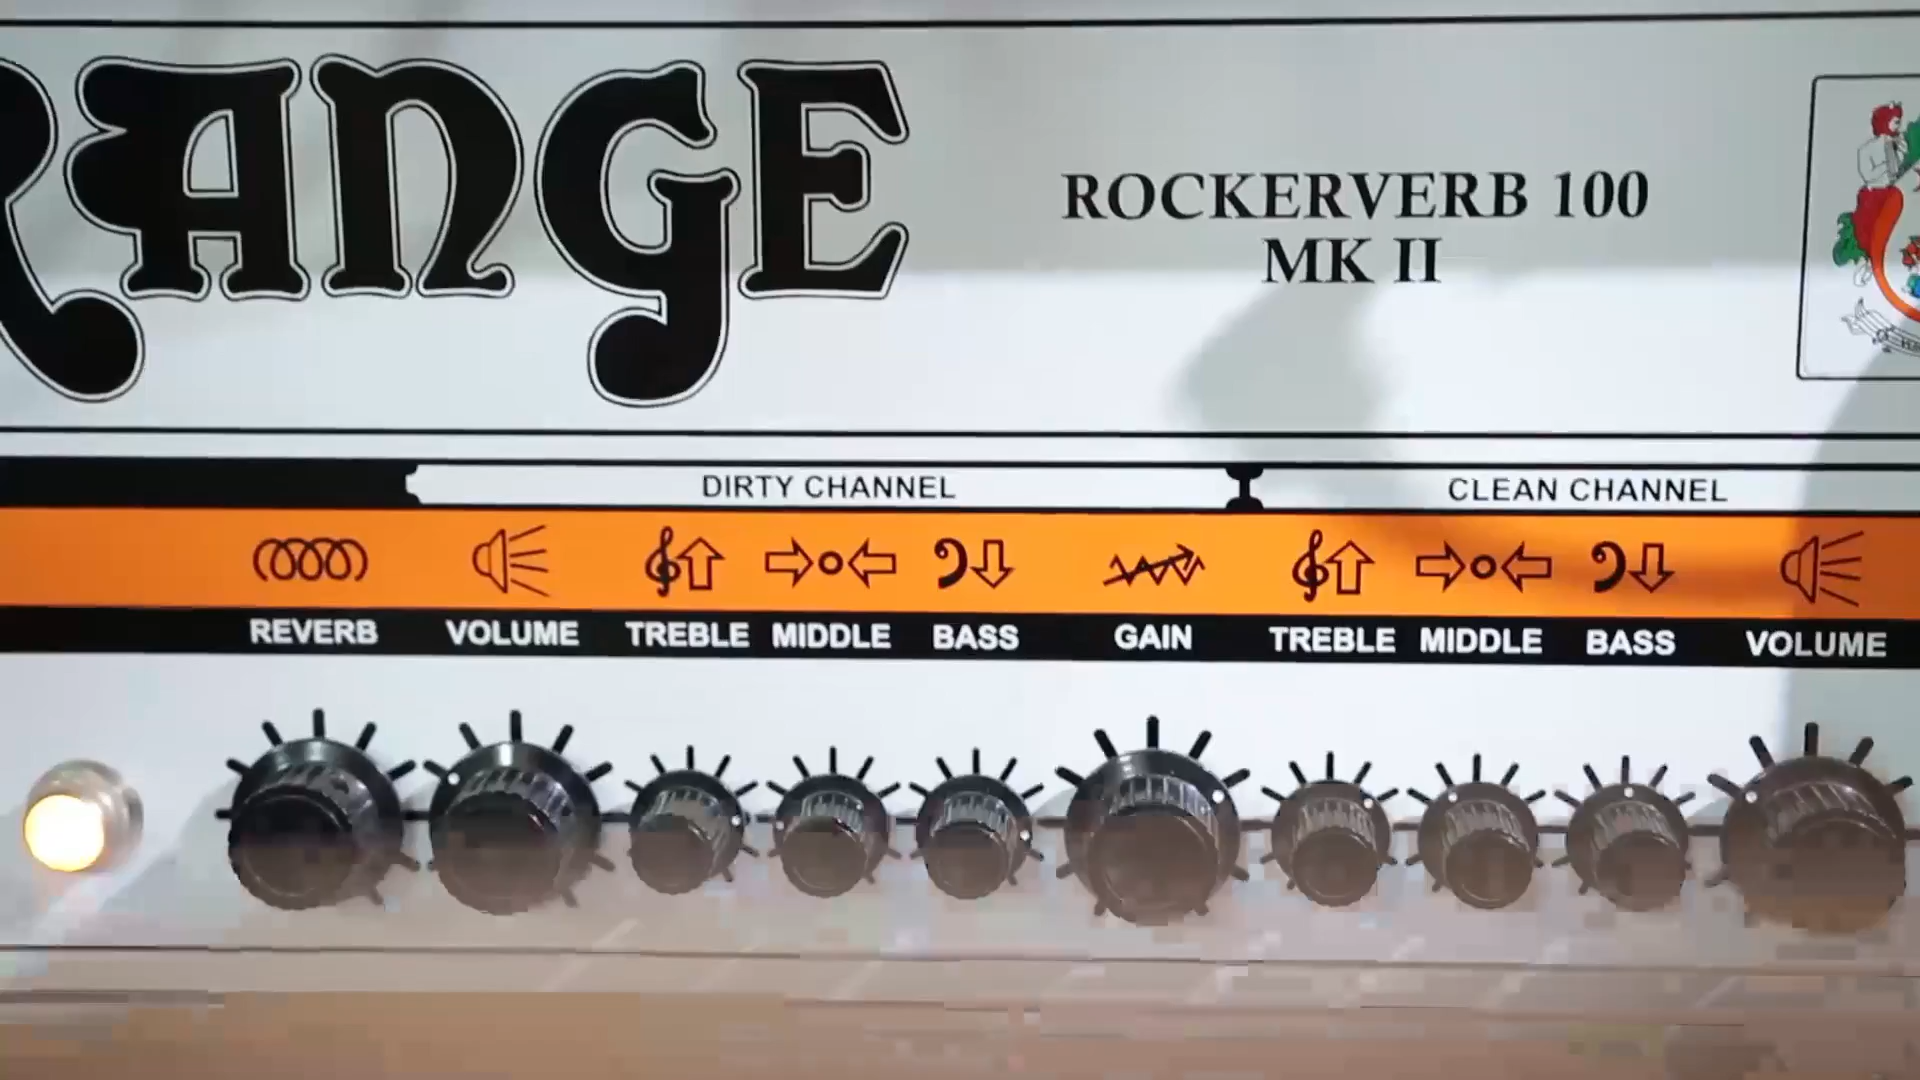 RANGE
ROCKERVERB 100
MK II
DIRTY CHANNEL CLEAN CHANNEL
REVERB VOLUME TREBLE MIDDLE BASS GAIN TREBLE MIDDLE BASS VOLUME